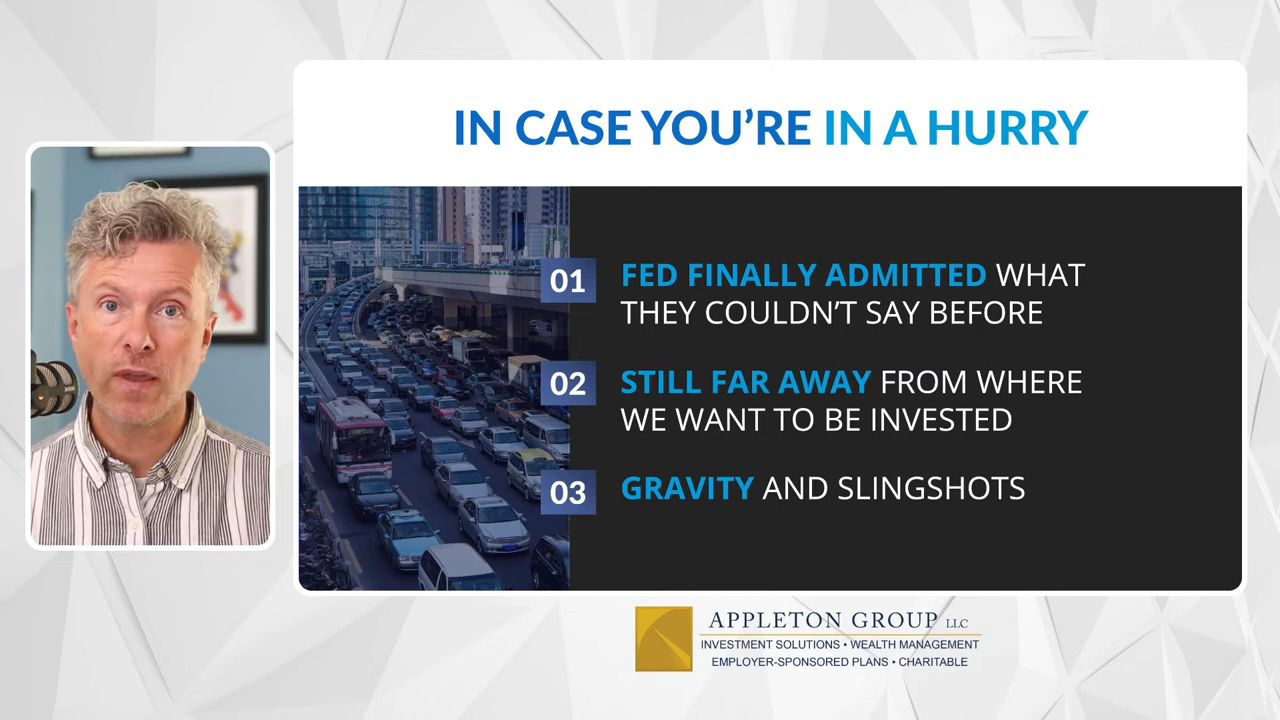 IN CASE YOU’RE IN A HURRY
01
FED FINALLY ADMITTED WHAT
THEY COULDN’T SAY BEFORE
02
STILL FAR AWAY FROM WHERE
WE WANT TO BE INVESTED
03
GRAVITY AND SLINGSHOTS
APPLETON GROUP LLC
INVESTMENT SOLUTIONS • WEALTH MANAGEMENT
EMPLOYER-SPONSORED PLANS • CHARITABLE